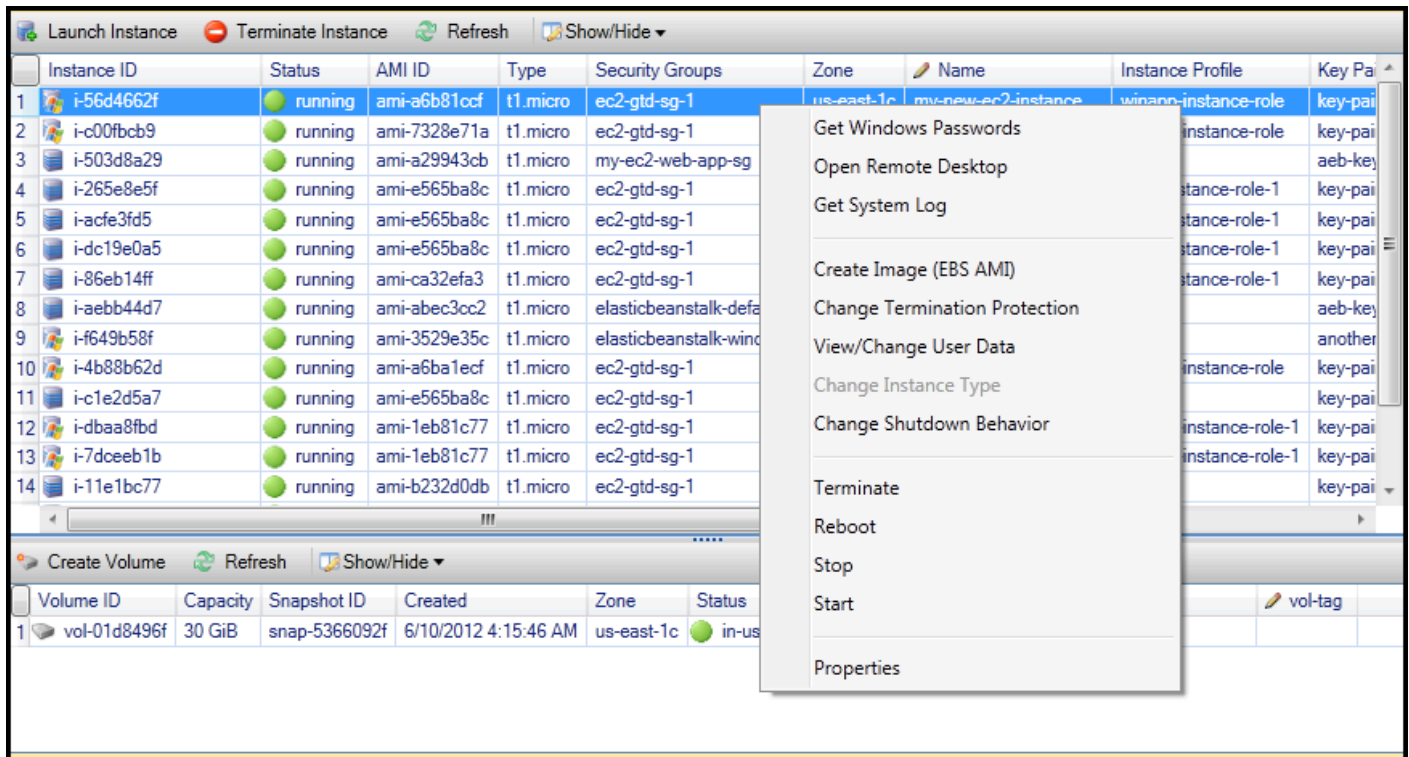 Launch Instance Terminate Instance Refresh Show/Hide
Instance ID Status AMI ID Type Security Groups Zone Name Instance Profile Key Pai
1 i-56d4662f running ami-a6b81ccf t1.micro ec2-gtd-sg-1 us-east-1c my-new-ec2-instance winapp-instance-role key-pai
2 i-c00fbcb9 running ami-7328e71a t1.micro ec2-gtd-sg-1 instance-role key-pai
3 i-503d8a29 running ami-a29943cb t1.micro my-ec2-web-app-sg aeb-key
4 i-265e8e5f running ami-e565ba8c t1.micro ec2-gtd-sg-1 stance-role-1 key-pai
5 i-acfe3fd5 running ami-e565ba8c t1.micro ec2-gtd-sg-1 stance-role-1 key-pai
6 i-dc19e0a5 running ami-e565ba8c t1.micro ec2-gtd-sg-1 stance-role-1 key-pai
7 i-86eb14ff running ami-ca32efa3 t1.micro ec2-gtd-sg-1 stance-role-1 key-pai
8 i-aebb44d7 running ami-abec3cc2 t1.micro elasticbeanstalk-defa aeb-key
9 i-f649b58f running ami-3529e35c t1.micro elasticbeanstalk-wind another
10 i-4b88b62d running ami-a6ba1ecf t1.micro ec2-gtd-sg-1 instance-role key-pai
11 i-c1e2d5a7 running ami-e565ba8c t1.micro ec2-gtd-sg-1 key-pai
12 i-dbaa8fbd running ami-1eb81c77 t1.micro ec2-gtd-sg-1 instance-role-1 key-pai
13 i-7dceeb1b running ami-1eb81c77 t1.micro ec2-gtd-sg-1 instance-role-1 key-pai
14 i-11e1bc77 running ami-b232d0db t1.micro ec2-gtd-sg-1 key-pai
Get Windows Passwords
Open Remote Desktop
Get System Log
Create Image (EBS AMI)
Change Termination Protection
View/Change User Data
Change Instance Type
Change Shutdown Behavior
Terminate
Reboot
Stop
Start
Properties
Create Volume Refresh Show/Hide
Volume ID Capacity Snapshot ID Created Zone Status vol-tag
1 vol-01d8496f 30 GiB snap-5366092f 6/10/2012 4:15:46 AM us-east-1c in-us